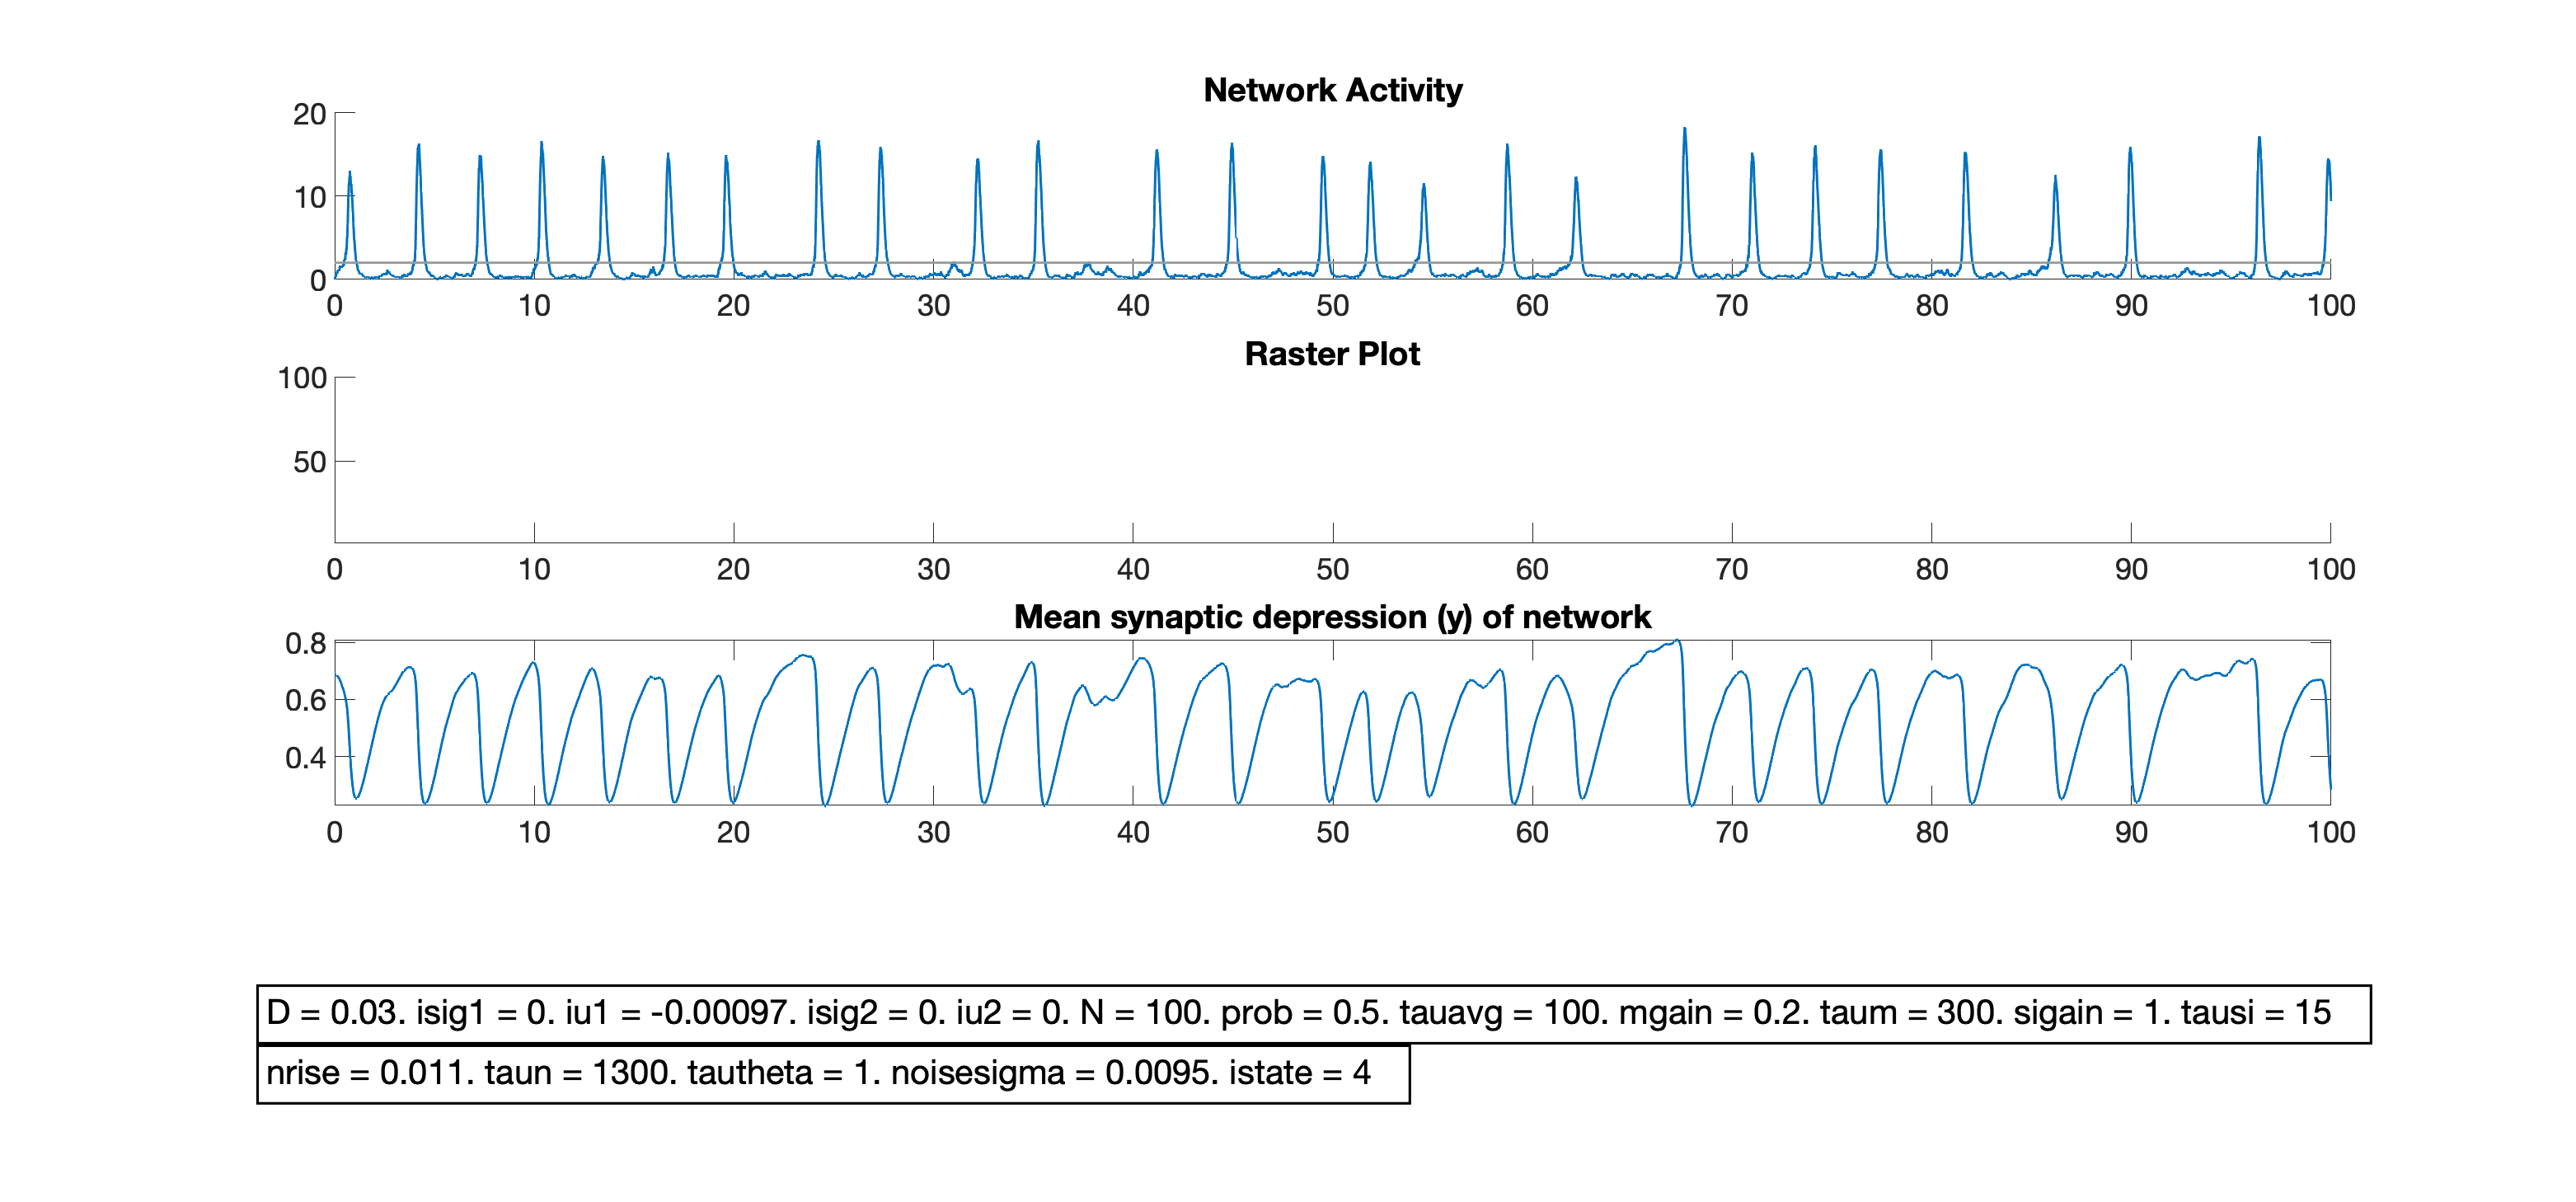 Network Activity
20
10
0
0 10 20 30 40 50 60 70 80 90 100
Raster Plot
100
50
0 10 20 30 40 50 60 70 80 90 100
Mean synaptic depression (y) of network
0.8
0.6
0.4
0 10 20 30 40 50 60 70 80 90 100
D = 0.03. isig1 = 0. iu1 = -0.00097. isig2 = 0. iu2 = 0. N = 100. prob = 0.5. tauavg = 100. mgain = 0.2. taum = 300. sigain = 1. tausi = 15
nrise = 0.011. taun = 1300. tautheta = 1. noisesigma = 0.0095. istate = 4